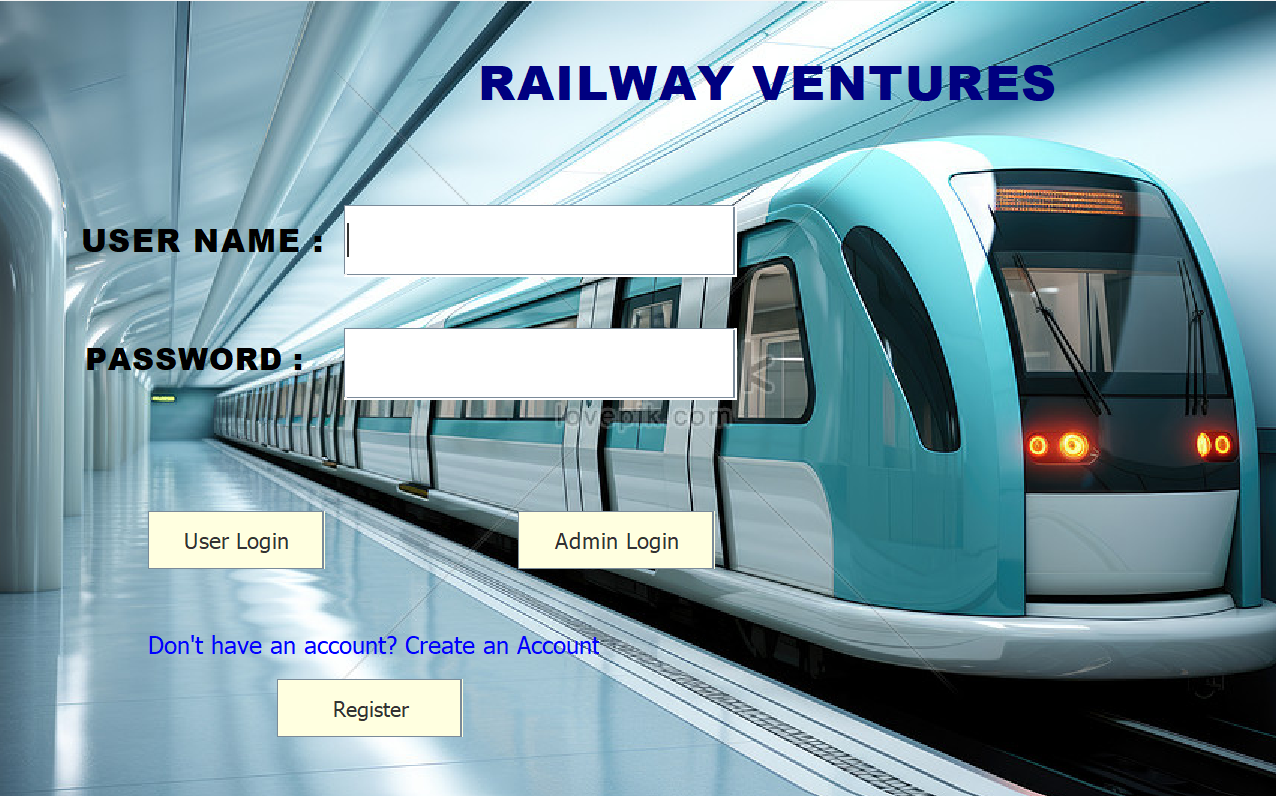 RAILWAY VENTURES
USER NAME :
PASSWORD :
lovepik.com
User Login
Admin Login
Don't have an account? Create an Account
Register